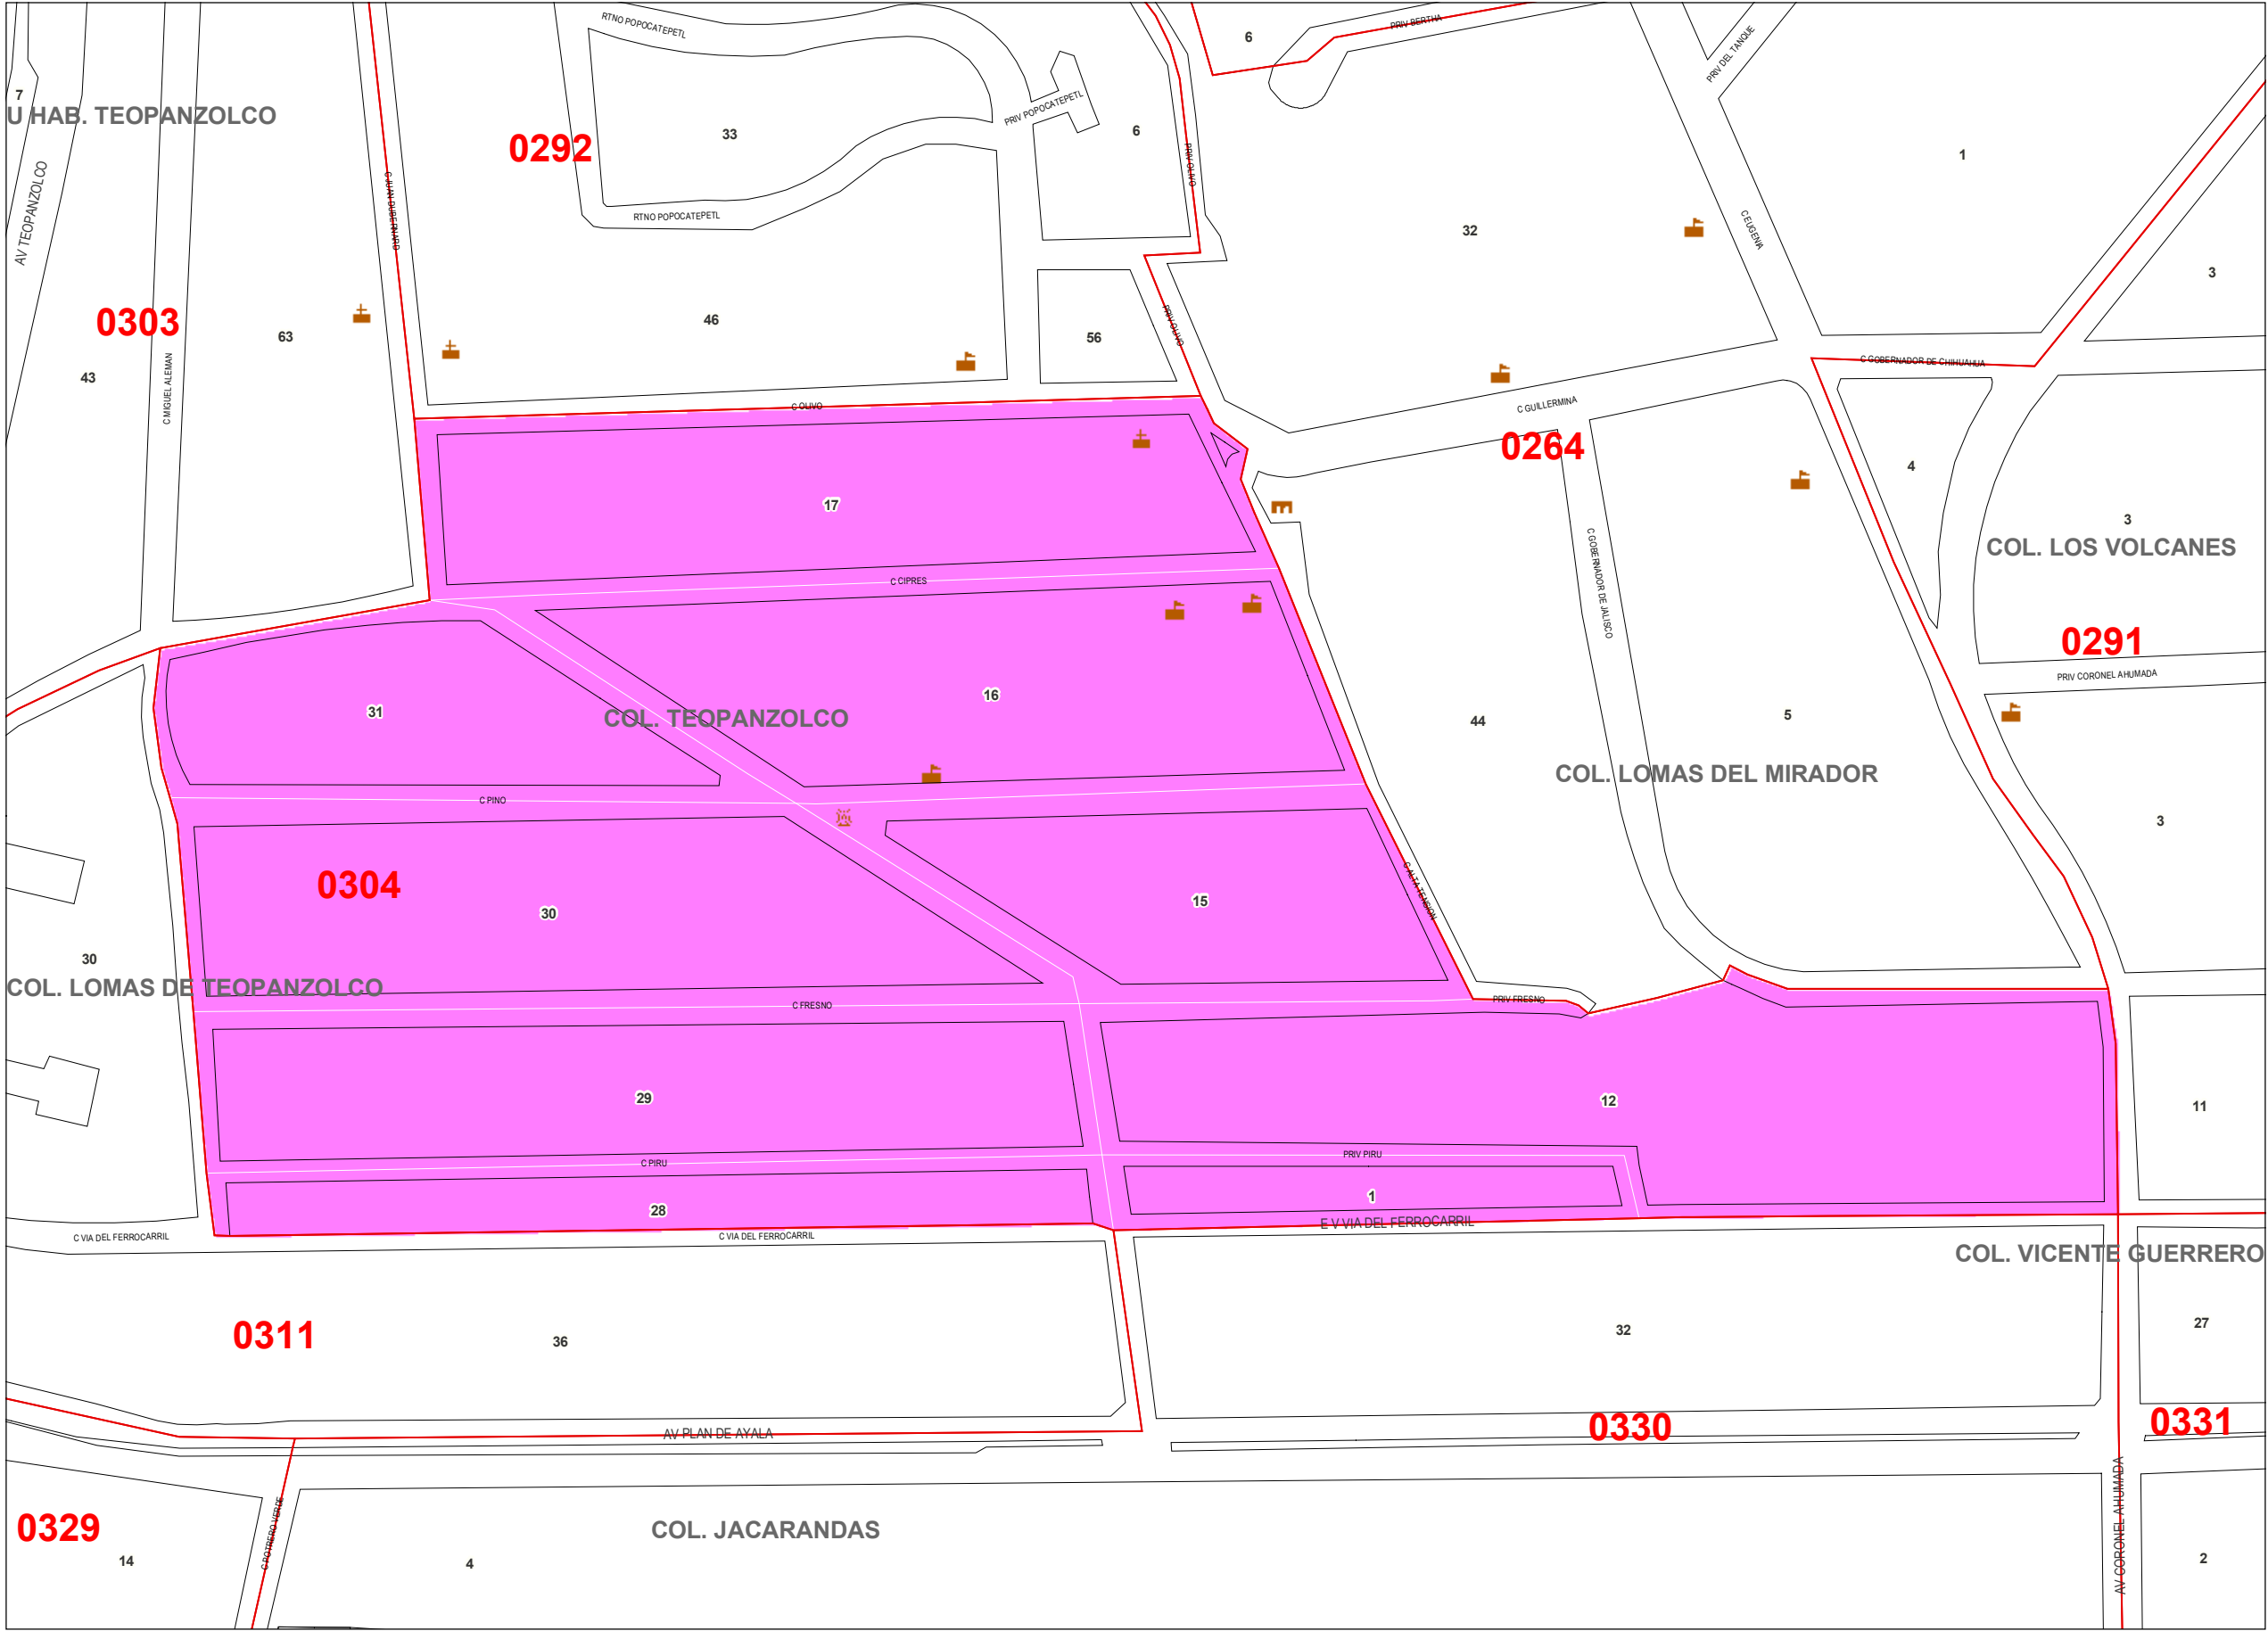 RTNO POPOCATEPETL
PRIV BERTHA
6
PRIV DEL TANQUE
7
U HAB. TEOPANZOLCO
0292
33
PRIV POPOCATEPETL
6
PRIV OLIVO
1
AV TEOPANZOLCO
C JUAN DUBERNARD
RTNO POPOCATEPETL
32
C EUGENIA
3
0303
63
46
56
PRIV OLIVO
43
C MIGUEL ALEMAN
C GOBERNADOR DE CHIHUAHUA
C OLIVO
C GUILLERMINA
0264
4
17
3
COL. LOS VOLCANES
C CIPRES
C GOBERNADOR DE JALISCO
0291
PRIV CORONEL AHUMADA
31
COL. TEOPANZOLCO
16
44
5
COL. LOMAS DEL MIRADOR
C PINO
3
0304
30
15
C ALTA TENSION
30
COL. LOMAS DE TEOPANZOLCO
C FRESNO
PRIV FRESNO
29
12
11
C PIRU
PRIV PIRU
28
1
E V VIA DEL FERROCARRIL
C VIA DEL FERROCARRIL
C VIA DEL FERROCARRIL
COL. VICENTE GUERRERO
0311
36
32
27
0330
0331
AV PLAN DE AYALA
AV CORONEL AHUMADA
0329
C POTRERO VERDE
COL. JACARANDAS
14
4
2